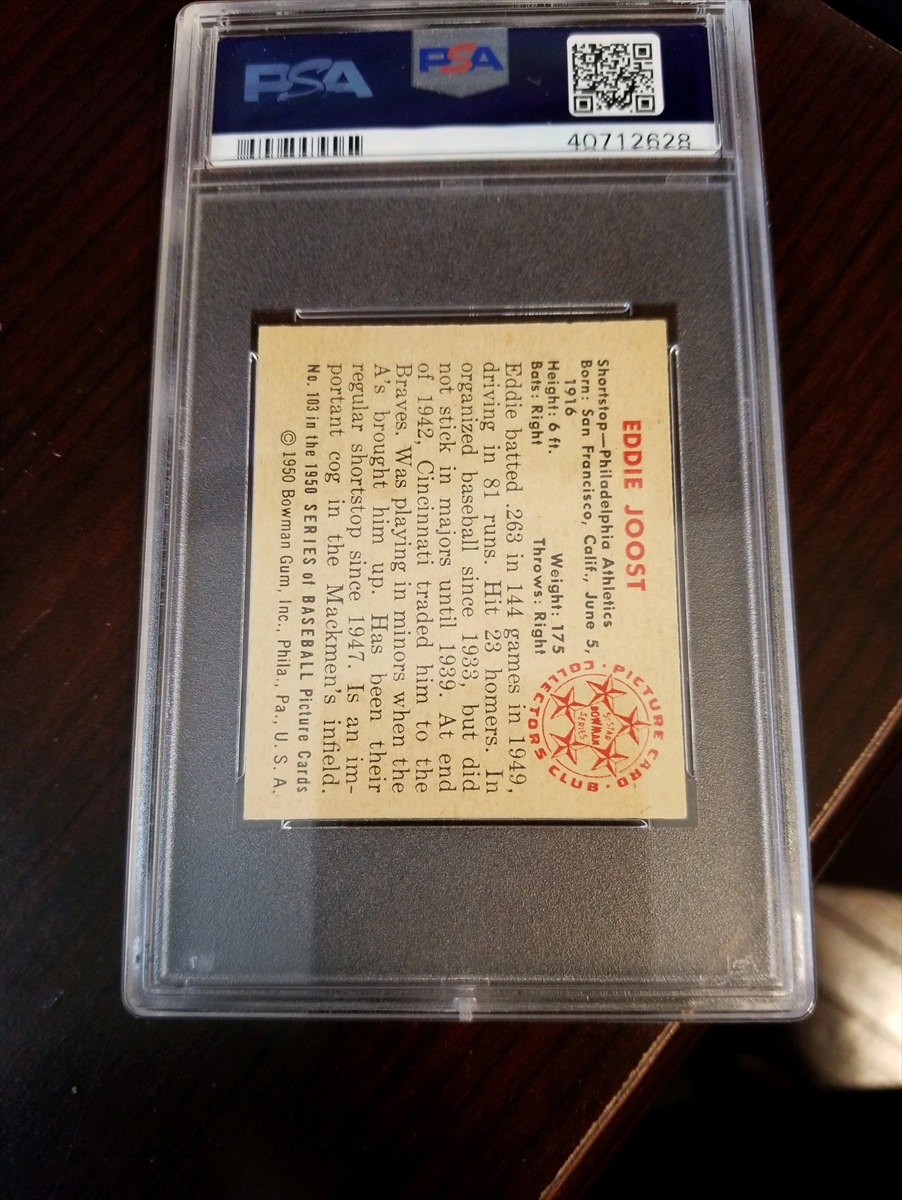 PSA
PSA
40712628
EDDIE JOOST
Shortstop—Philadelphia Athletics
Born: San Francisco, Calif., June 5,
1916
Height: 6 ft. Weight: 175
Bats: Right Throws: Right
PICTURE CARD
COLLECTORS CLUB
5-STAR
BOWMAN
SERIES
Eddie batted .263 in 144 games in 1949,
driving in 81 runs. Hit 23 homers. In
organized baseball since 1933, but did
not stick in majors until 1939. At end
of 1942, Cincinnati traded him to the
Braves. Was playing in minors when the
A's brought him up. Has been their
regular shortstop since 1947. Is an im-
portant cog in the Mackmen's infield.
No. 103 in the 1950 SERIES of BASEBALL Picture Cards
© 1950 Bowman Gum, Inc., Phila., Pa., U. S. A.